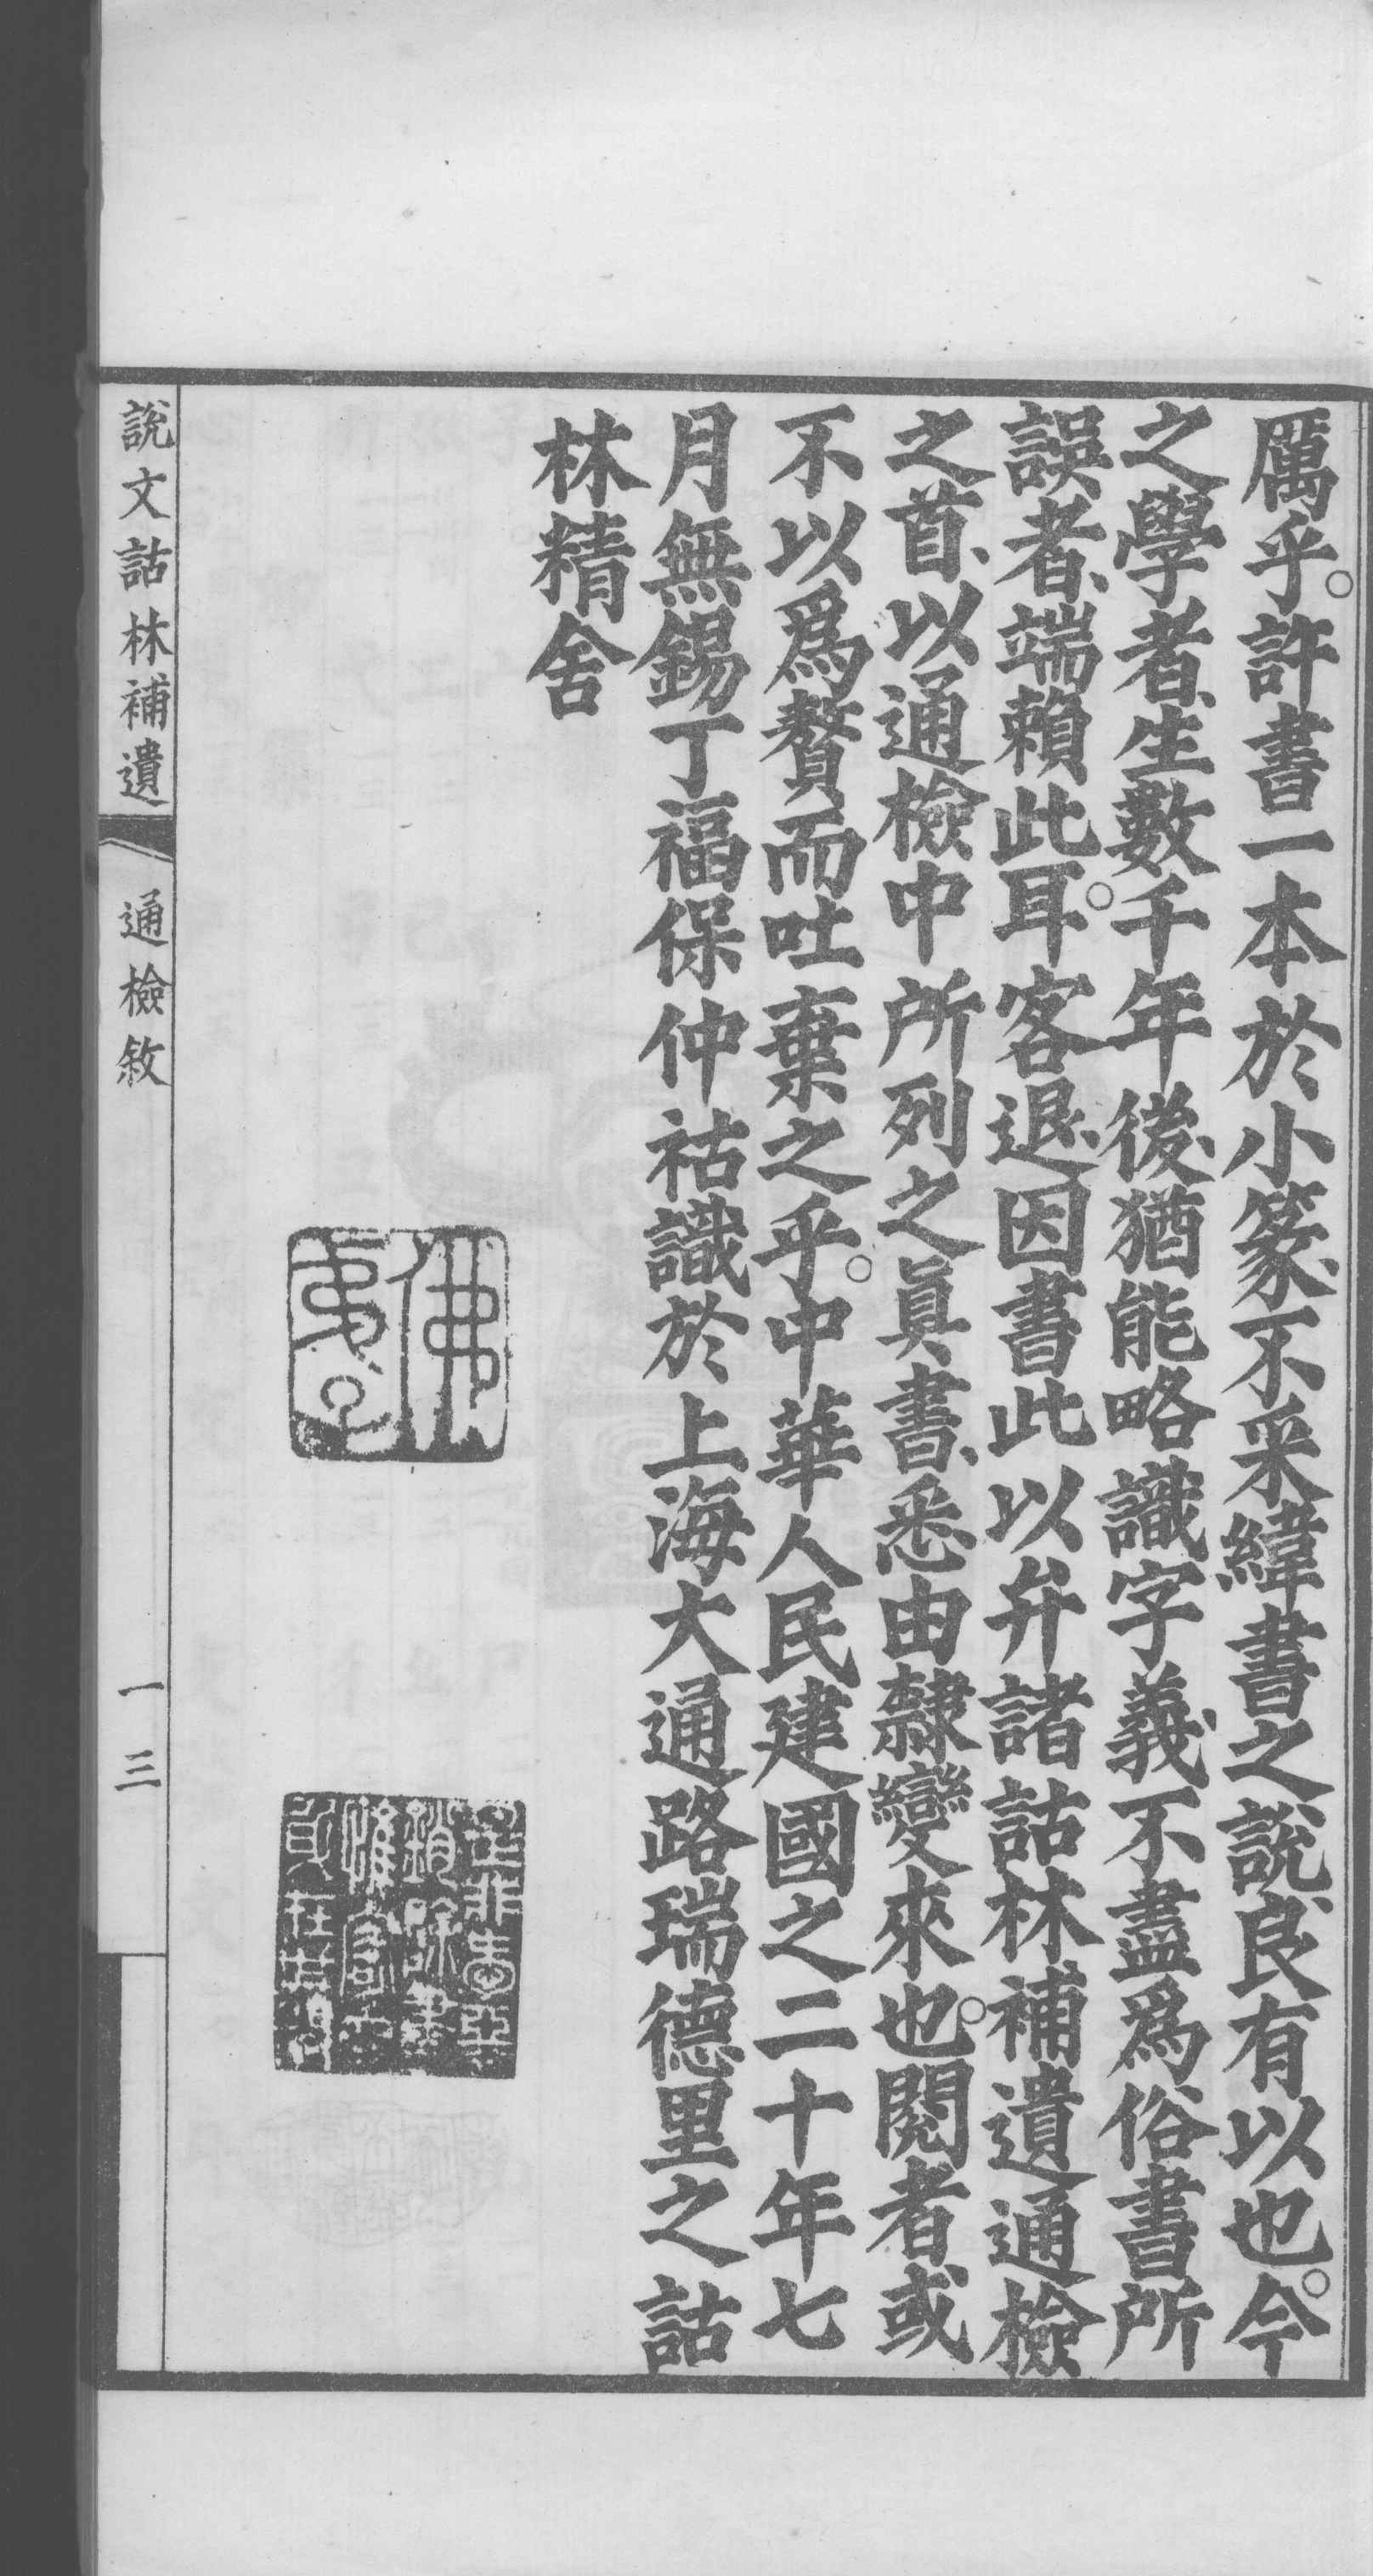 厲乎。許書一本於小篆、不采緯書之說、良有以也。今
之學者、生數千年後、猶能略識字義、不盡爲俗書所
誤者、端賴此耳。客退、因書此以弁諸詁林補遺通檢
之首、以通檢中所列之眞書、悉由隸變來也。閱者或
不以爲贅而吐棄之乎。中華人民建國之二十年七
月無錫丁福保仲祜識於上海大通路瑞德里之詁
林精舍
說文詁林補遺
通檢敘
一三
佛